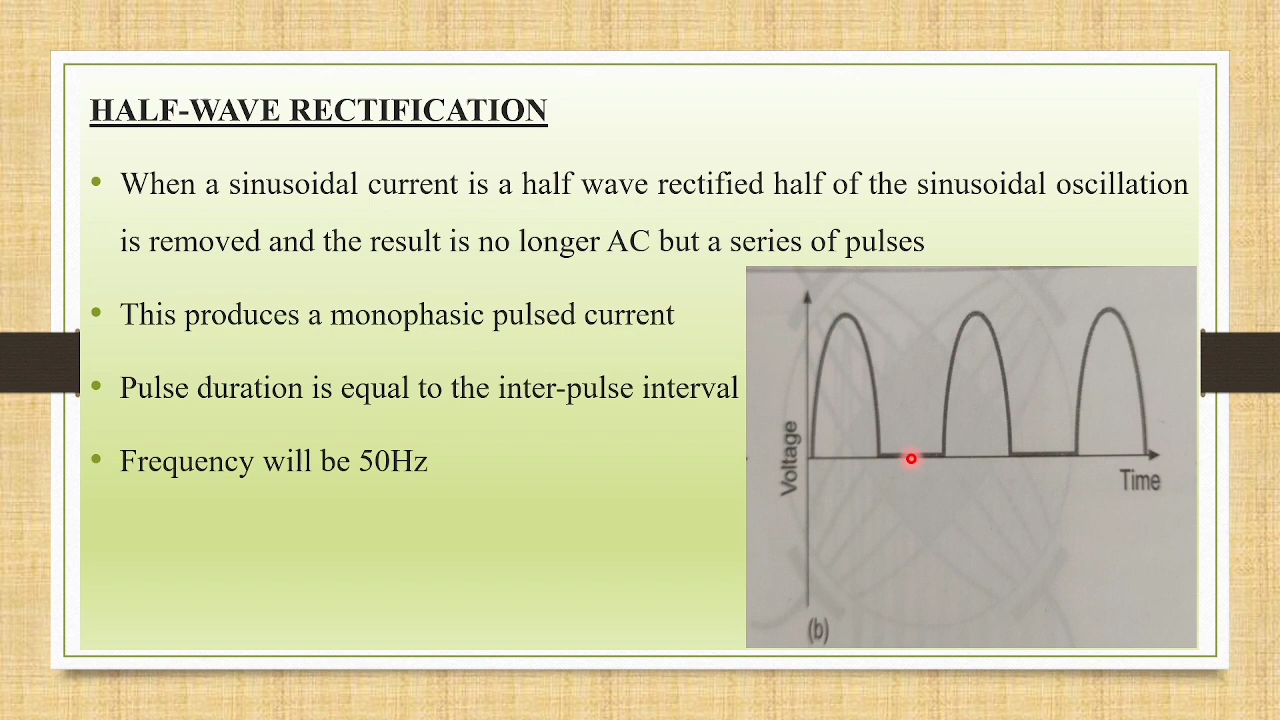 HALF-WAVE RECTIFICATION
• When a sinusoidal current is a half wave rectified half of the sinusoidal oscillation
is removed and the result is no longer AC but a series of pulses
• This produces a monophasic pulsed current
• Pulse duration is equal to the inter-pulse interval
• Frequency will be 50Hz
Voltage
Time
(b)